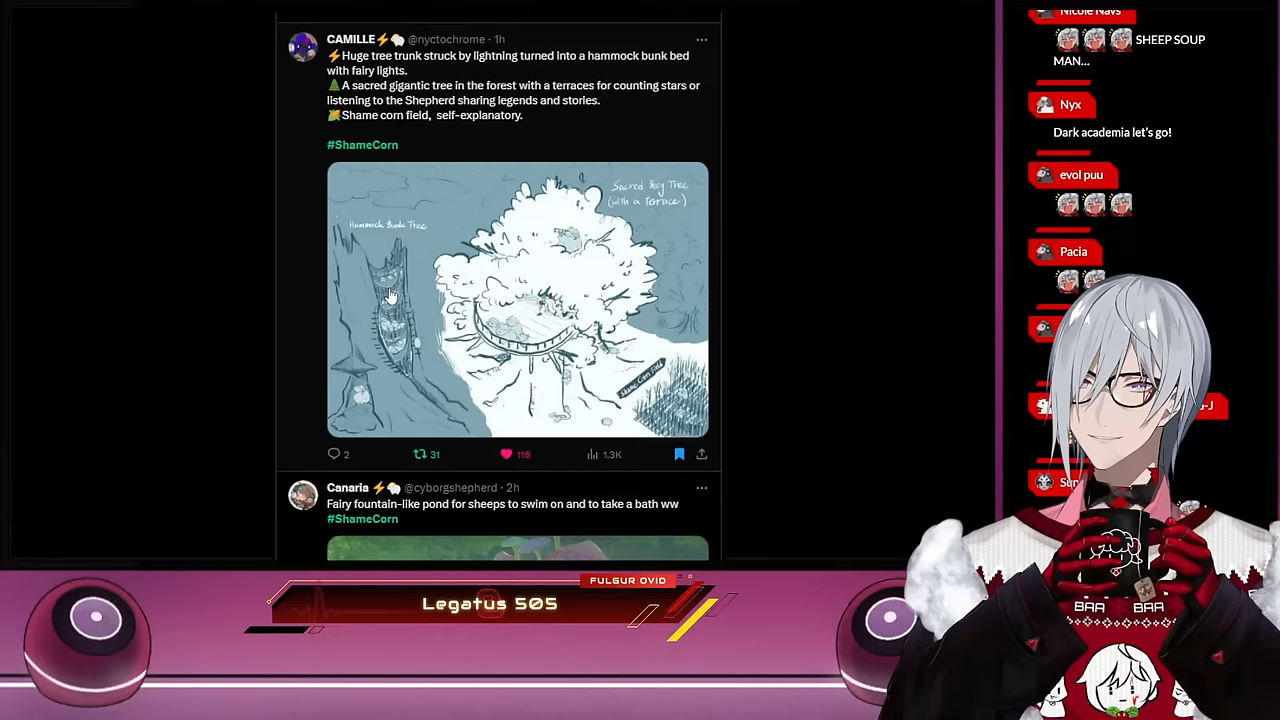 CAMILLE⚡🐑 @nyctochrome · 1h
⚡Huge tree trunk struck by lightning turned into a hammock bunk bed
with fairy lights.
🌲A sacred gigantic tree in the forest with a terraces for counting stars or
listening to the Shepherd sharing legends and stories.
🌽Shame corn field, self-explanatory.
#ShameCorn
Sacred Big Tree
(with a Terrace)
Hammock Bunk Tree
Shame Corn Field
2
31
116
1.3K
Canaria ⚡🐑 @cyborgshepherd · 2h
Fairy fountain-like pond for sheeps to swim on and to take a bath ww
#ShameCorn
FULGUR OVID
Legatus 505
Nicole Navs
SHEEP SOUP
MAN...
Nyx
Dark academia let's go!
evol puu
Pacia
-J
BAA BAA